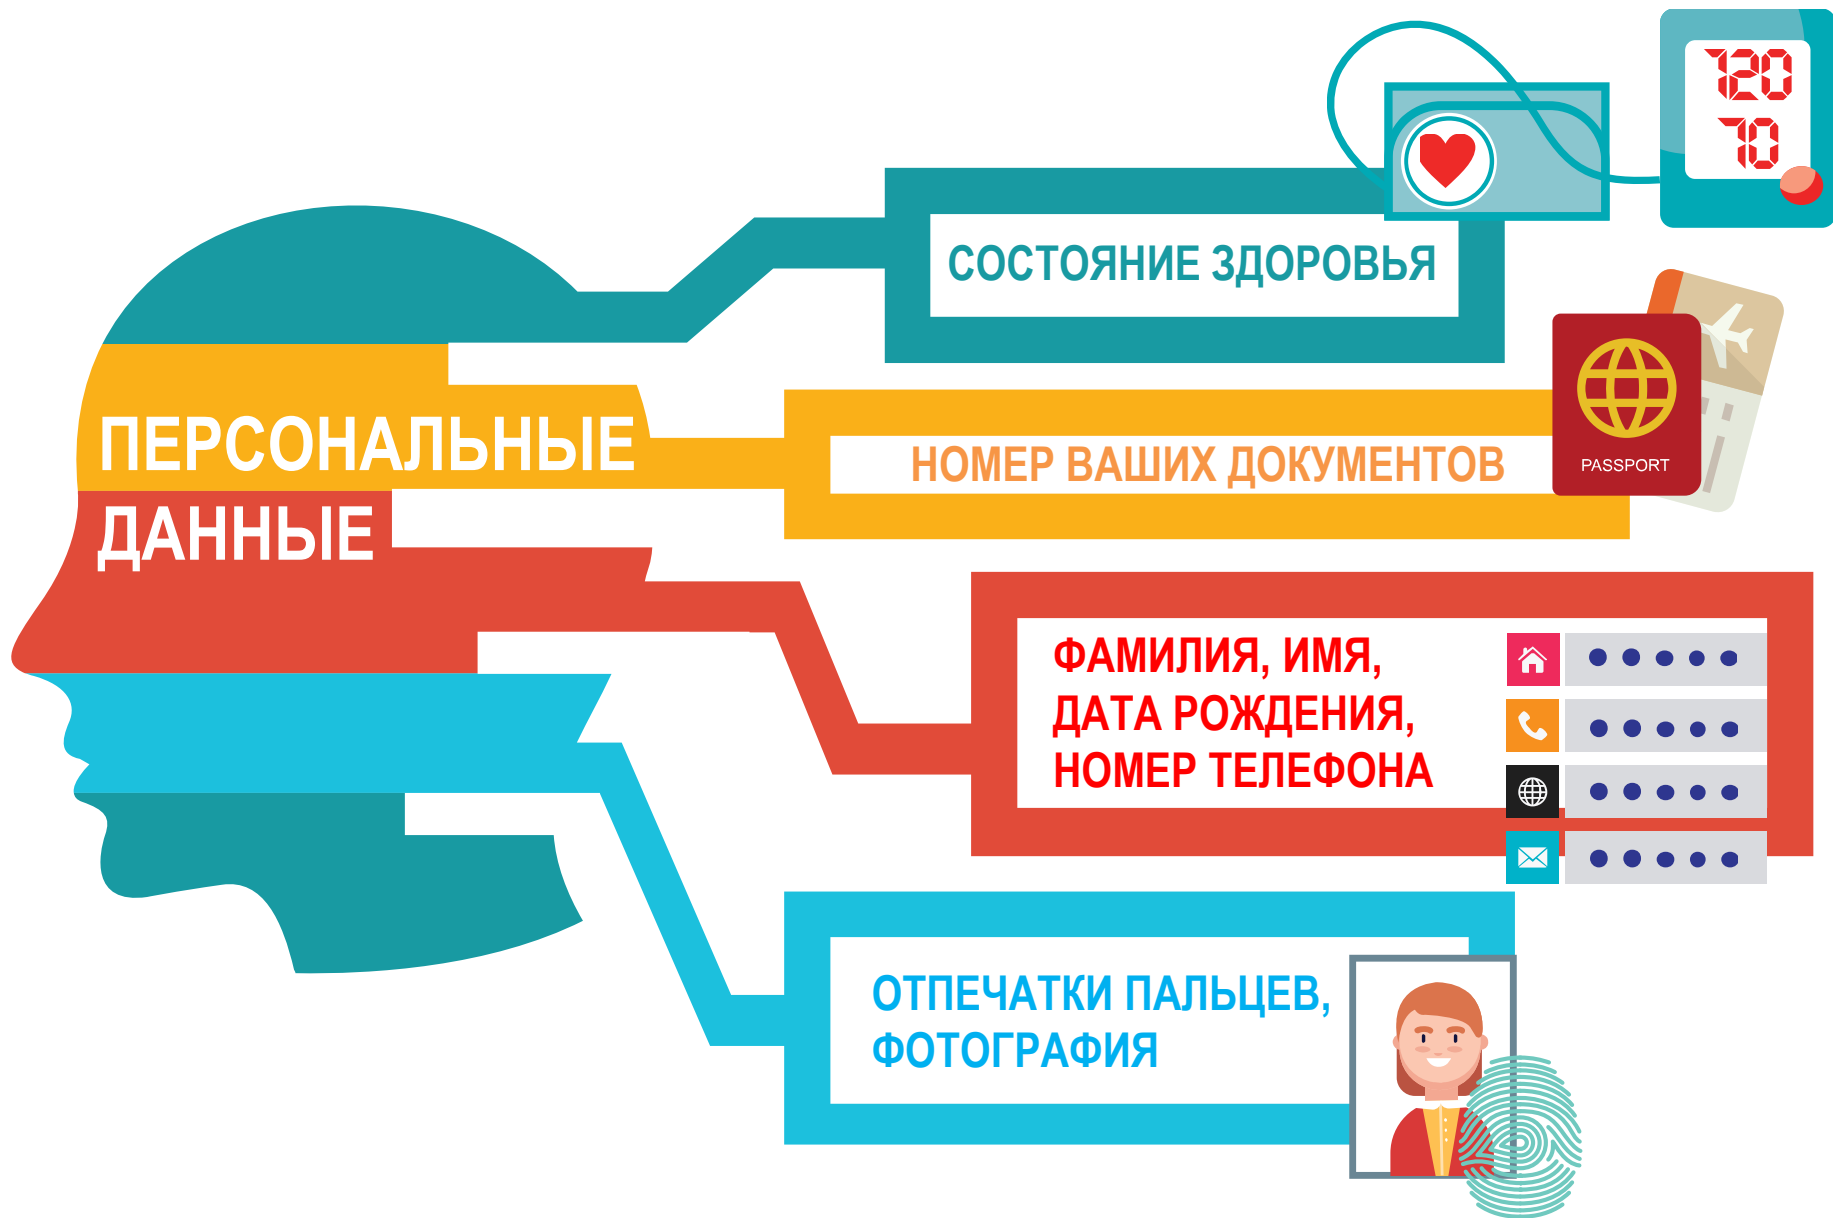 120
70
СОСТОЯНИЕ ЗДОРОВЬЯ
ПЕРСОНАЛЬНЫЕ
ДАННЫЕ
НОМЕР ВАШИХ ДОКУМЕНТОВ
PASSPORT
ФАМИЛИЯ, ИМЯ,
ДАТА РОЖДЕНИЯ,
НОМЕР ТЕЛЕФОНА
ОТПЕЧАТКИ ПАЛЬЦЕВ,
ФОТОГРАФИЯ